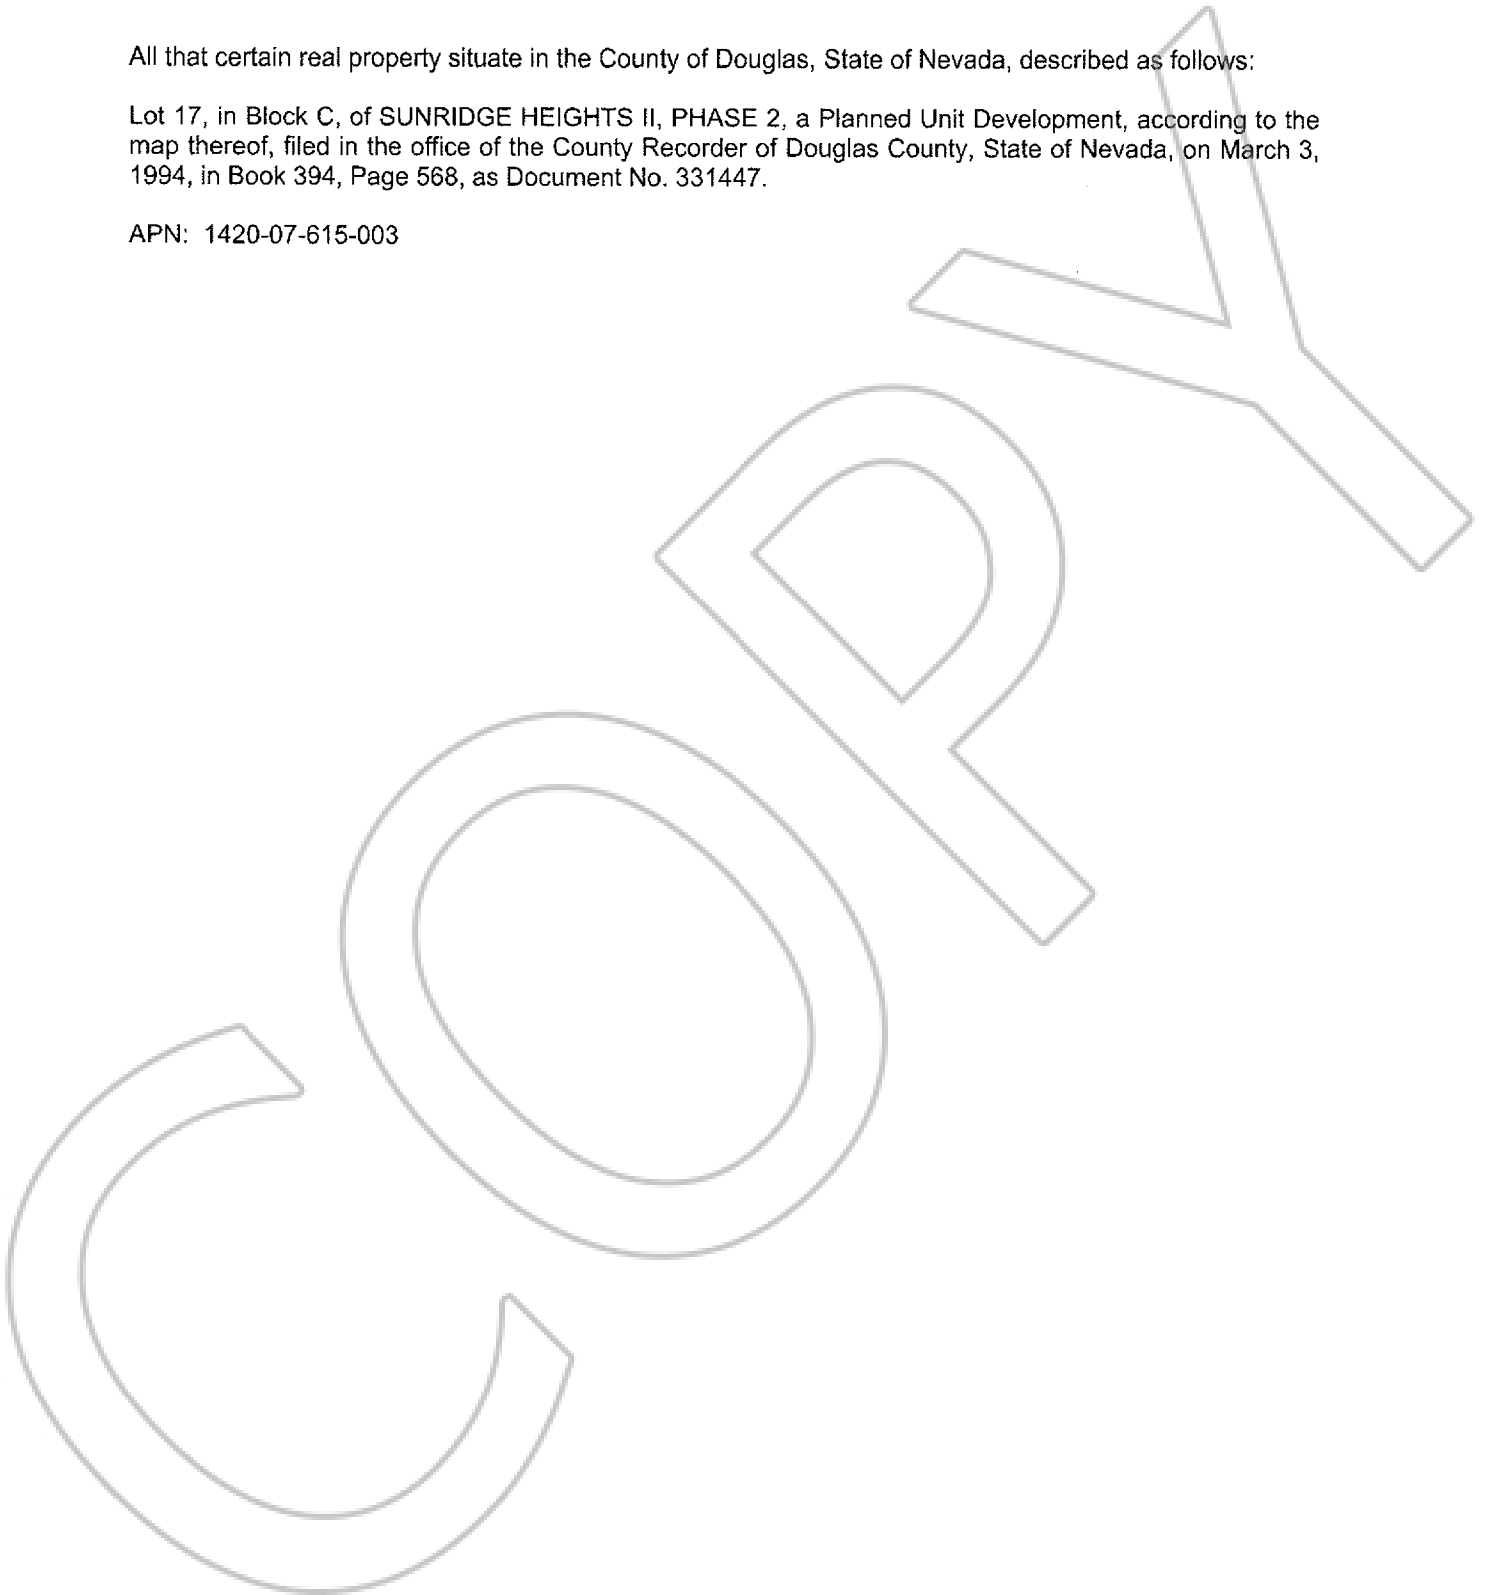 All that certain real property situate in the County of Douglas, State of Nevada, described as follows:
Lot 17, in Block C, of SUNRIDGE HEIGHTS II, PHASE 2, a Planned Unit Development, according to the
map thereof, filed in the office of the County Recorder of Douglas County, State of Nevada, on March 3,
1994, in Book 394, Page 568, as Document No. 331447.
APN: 1420-07-615-003
COPY